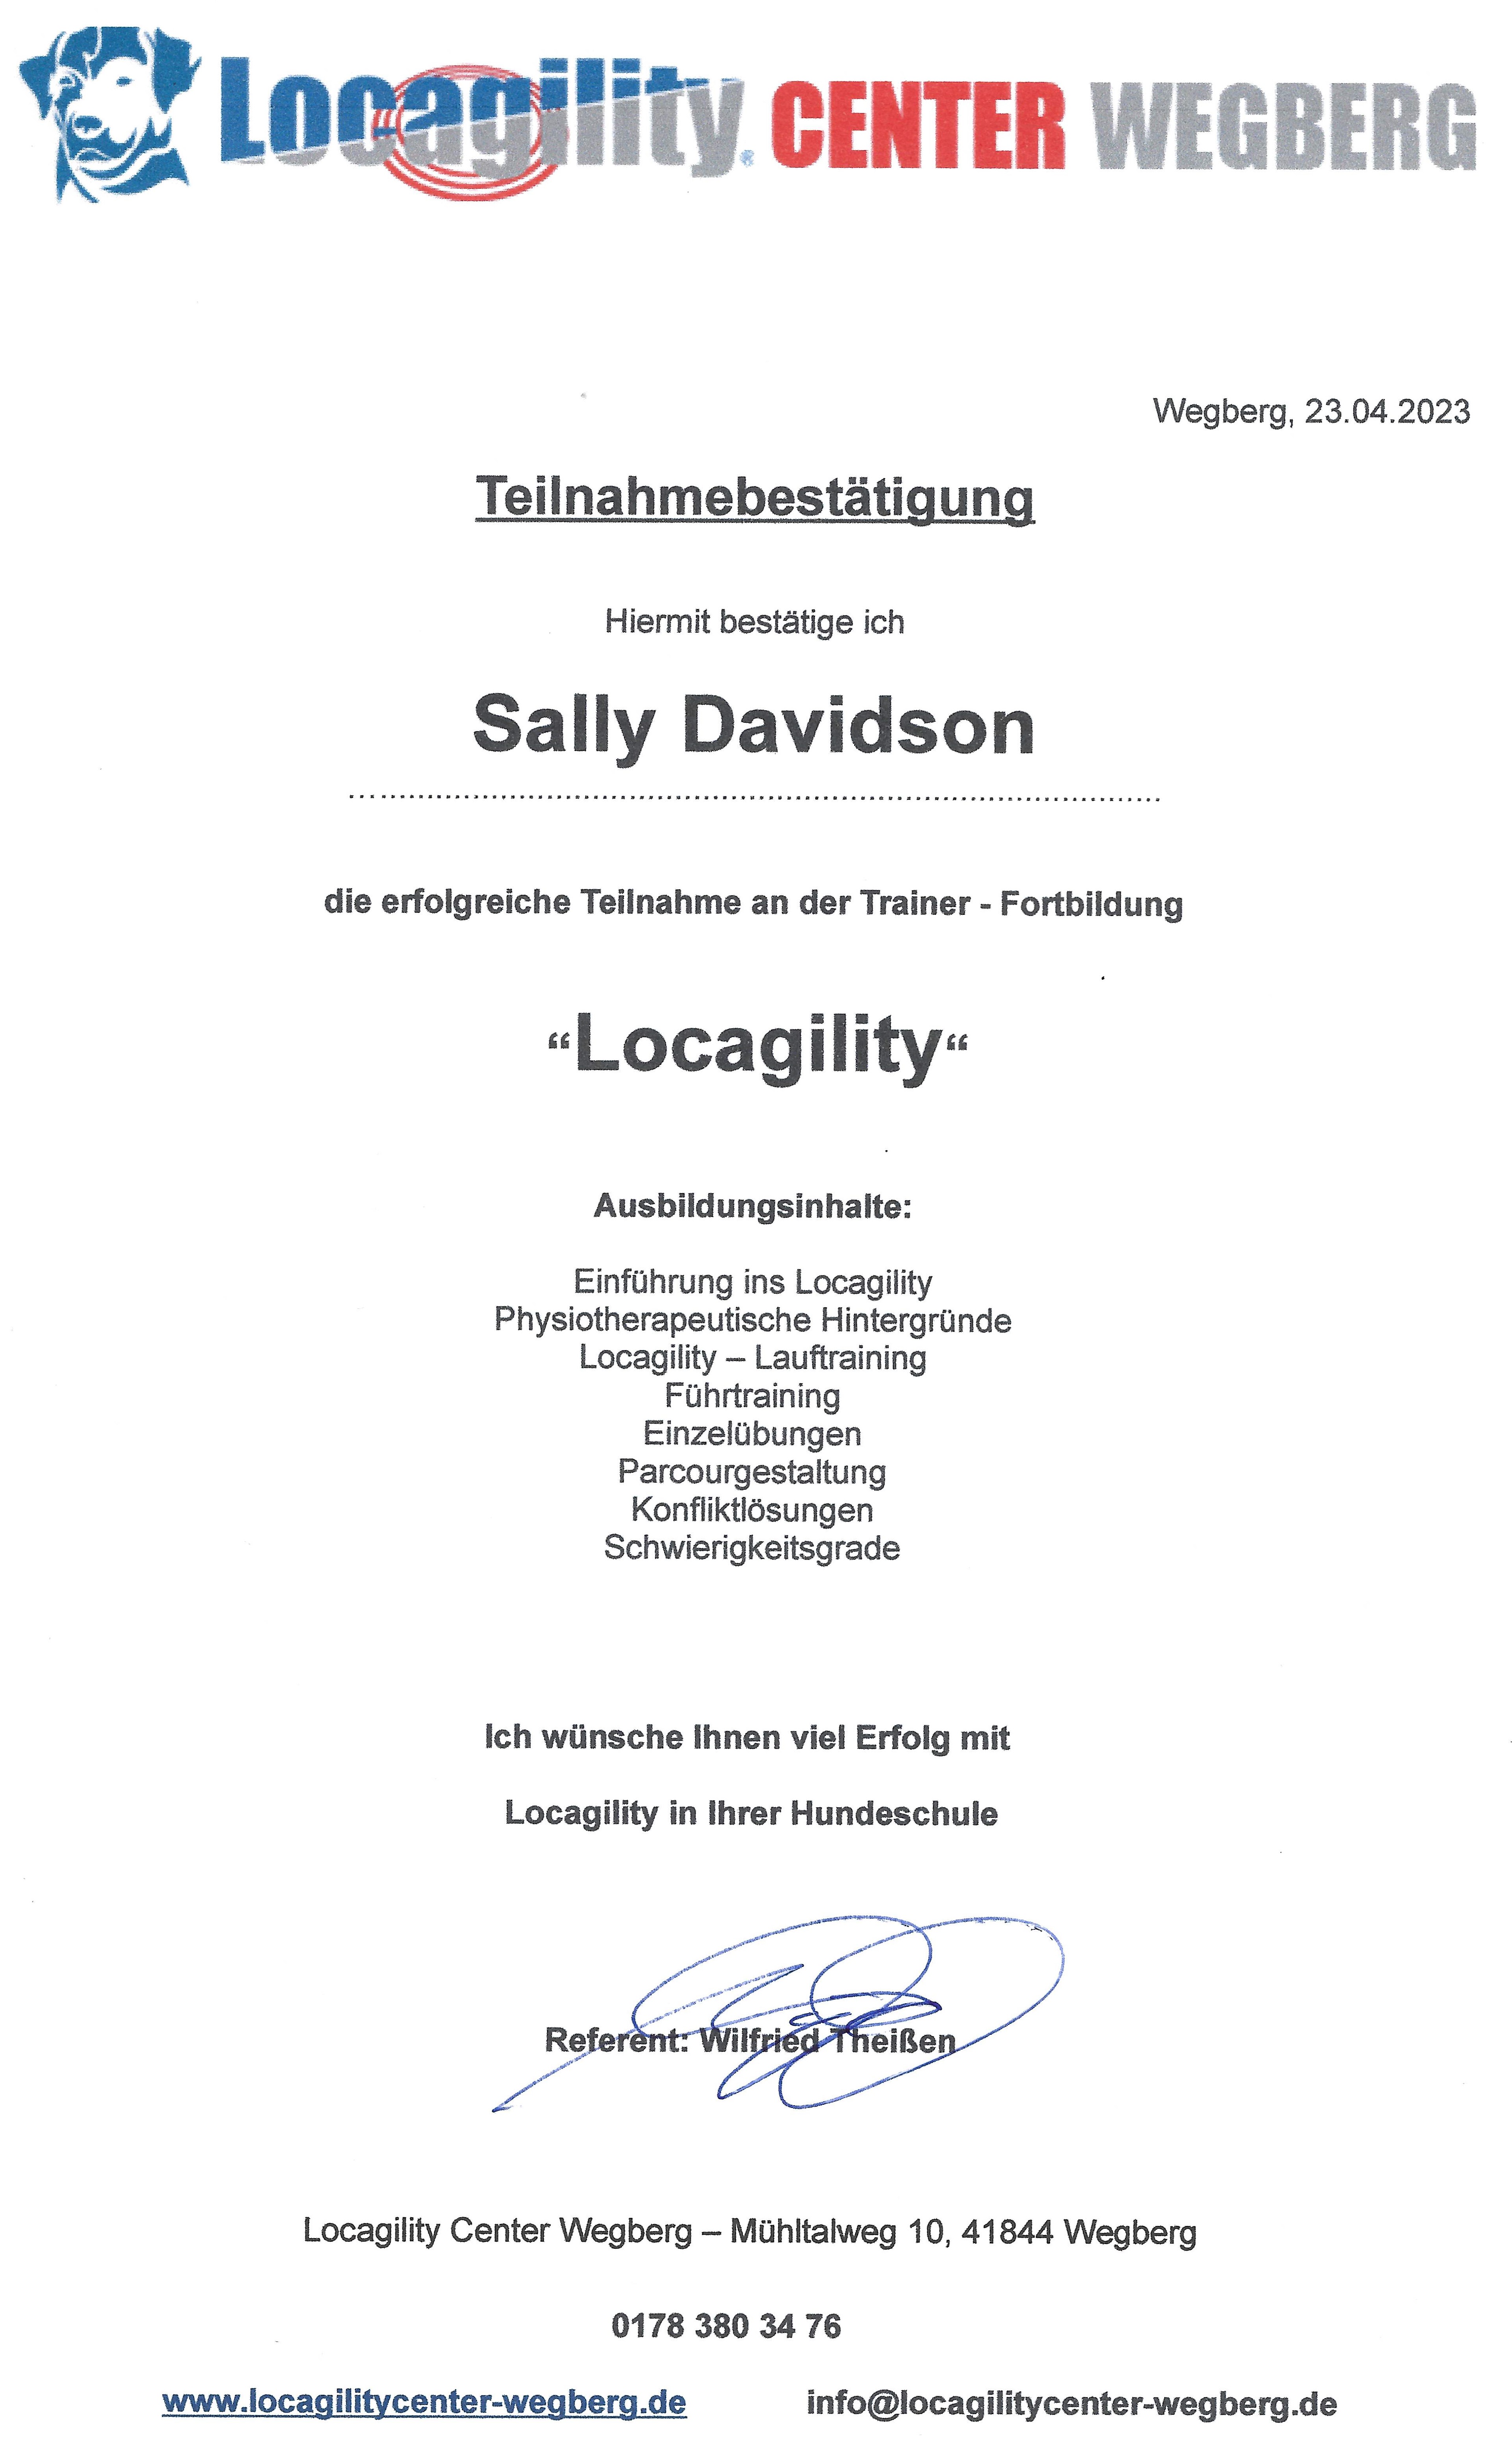 Locagility® CENTER WEGBERG
Wegberg, 23.04.2023
Teilnahmebestätigung
Hiermit bestätige ich
Sally Davidson
................................................................................
die erfolgreiche Teilnahme an der Trainer - Fortbildung
“Locagility“
Ausbildungsinhalte:
Einführung ins Locagility
Physiotherapeutische Hintergründe
Locagility – Lauftraining
Führtraining
Einzelübungen
Parcourgestaltung
Konfliktlösungen
Schwierigkeitsgrade
Ich wünsche Ihnen viel Erfolg mit
Locagility in Ihrer Hundeschule
Referent: Wilfried Theißen
Locagility Center Wegberg – Mühltalweg 10, 41844 Wegberg
0178 380 34 76
www.locagilitycenter-wegberg.de info@locagilitycenter-wegberg.de